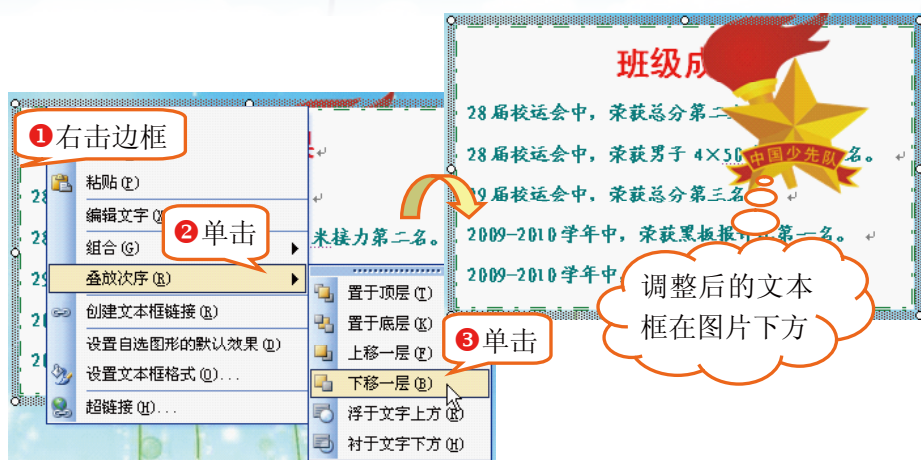 ❶右击边框
粘贴(P)
编辑文字(X)
❷单击
组合(G)
叠放次序(R)
创建文本框链接(R)
设置自选图形的默认效果(D)
设置文本框格式(O)...
超链接(H)...
28
28
29
米接力第二名。
置于顶层(T)
置于底层(K)
上移一层(F)
❸单击
下移一层(B)
浮于文字上方(R)
衬于文字下方(H)
班级成
28届校运会中，荣获总分第二
28届校运会中，荣获男子4×50
名。
中国少先队
29届校运会中，荣获总分第三名
2009-2010学年中，荣获黑板报
第一名。
2009-2010学年中
调整后的文本
框在图片下方